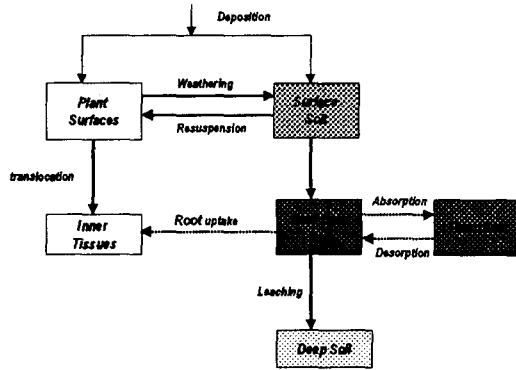 Deposition
Weathering
Plant
Surfaces
Surface
Soil
Resuspension
translocation
Absorption
Inner
Tissues
Root uptake
Desorption
Leaching
Deep Soil